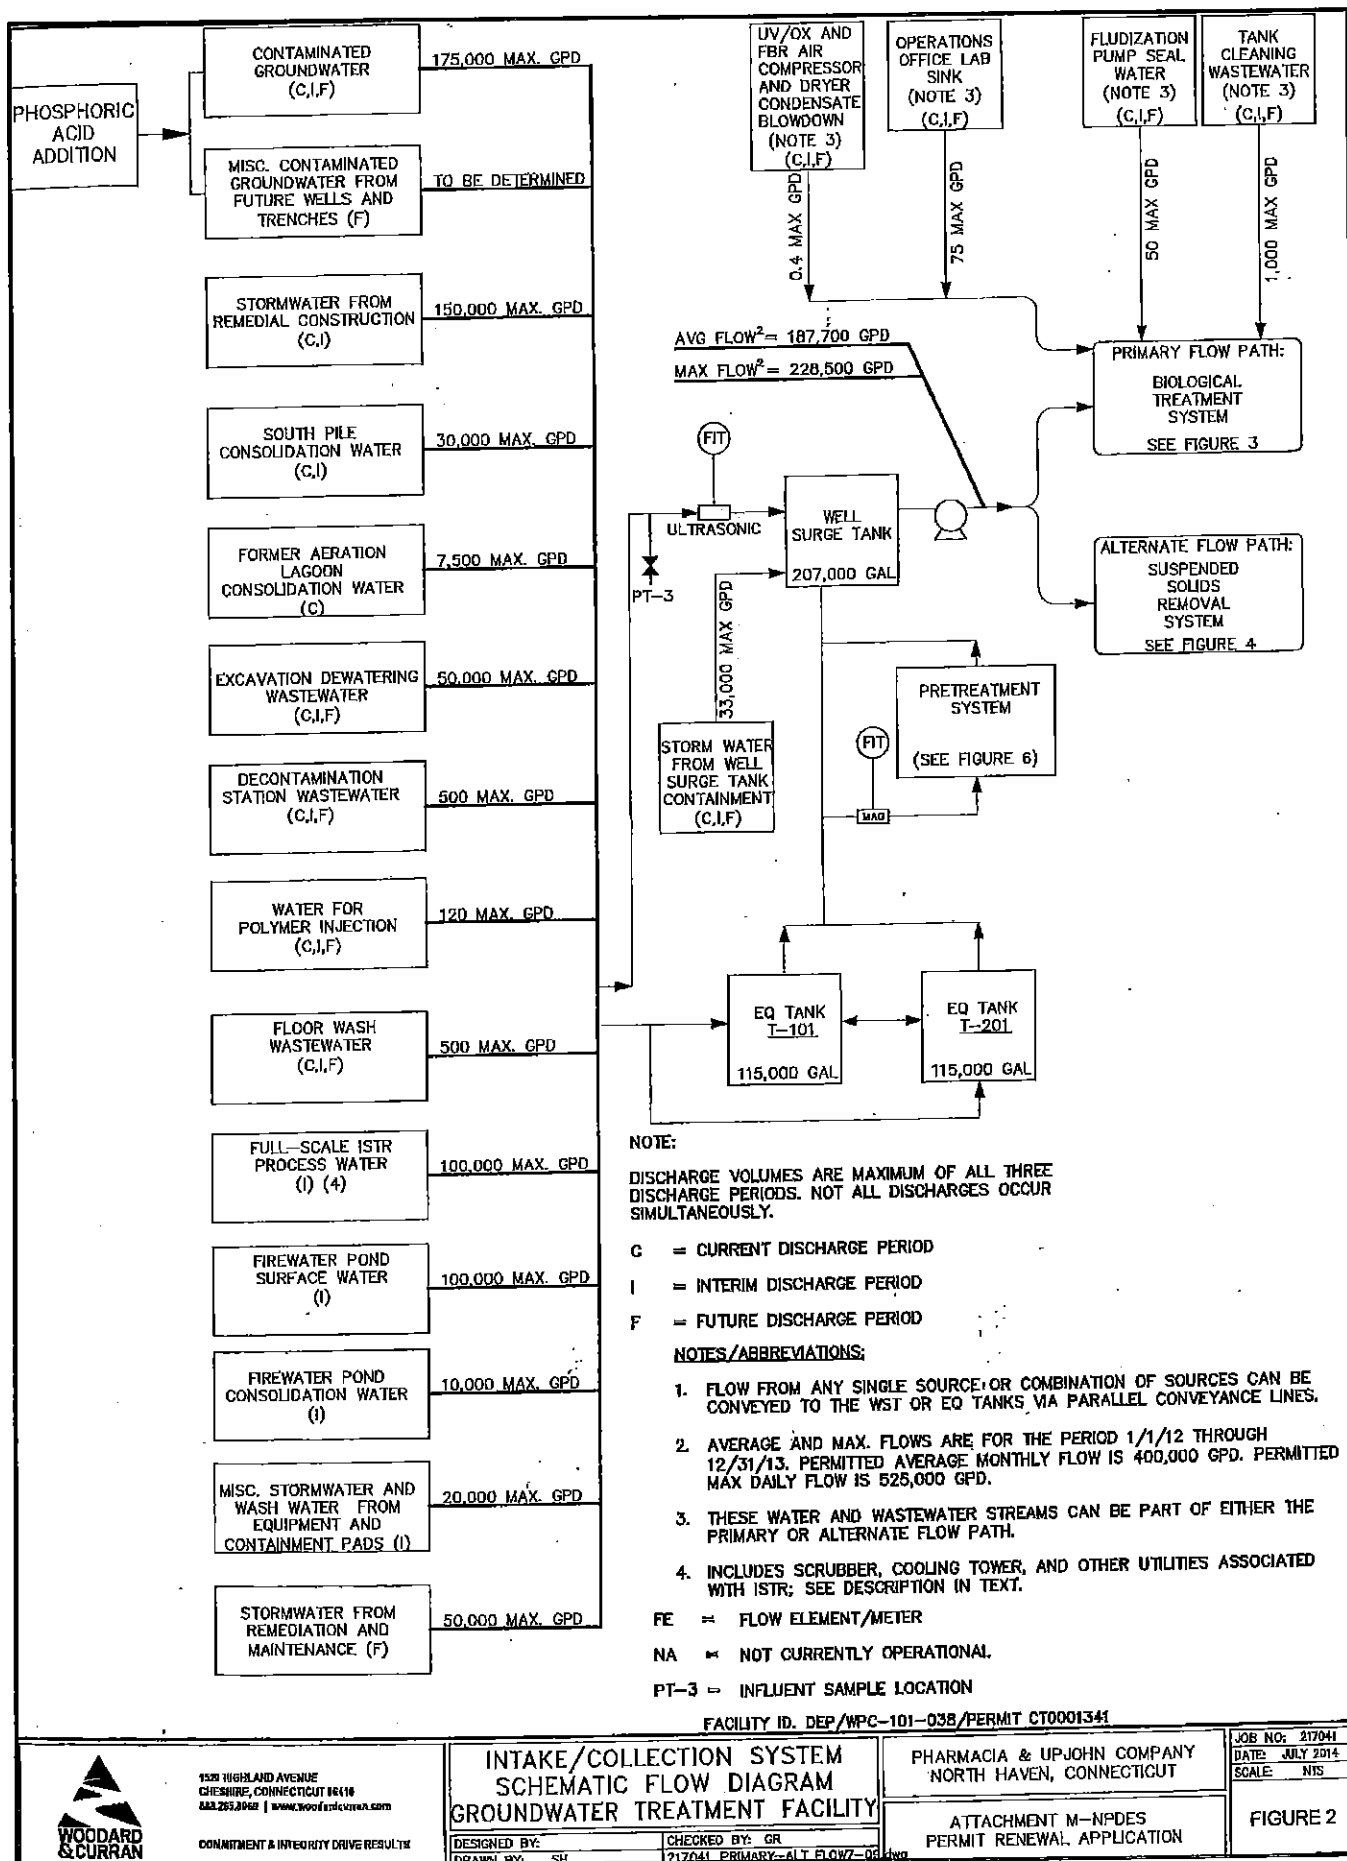 PHOSPHORIC
ACID
ADDITION
CONTAMINATED
GROUNDWATER
(C,I,F)
175,000 MAX. GPD
MISC. CONTAMINATED
GROUNDWATER FROM
FUTURE WELLS AND
TRENCHES (F)
TO BE DETERMINED
STORMWATER FROM
REMEDIAL CONSTRUCTION
(C,I)
150,000 MAX. GPD
SOUTH PILE
CONSOLIDATION WATER
(C,I)
30,000 MAX. GPD
FORMER AERATION
LAGOON
CONSOLIDATION WATER
(C)
7,500 MAX. GPD
EXCAVATION DEWATERING
WASTEWATER
(C,I,F)
50,000 MAX. GPD
DECONTAMINATION
STATION WASTEWATER
(C,I,F)
500 MAX. GPD
WATER FOR
POLYMER INJECTION
(C,I,F)
120 MAX. GPD
FLOOR WASH
WASTEWATER
(C,I,F)
500 MAX. GPD
FULL-SCALE ISTR
PROCESS WATER
(I) (4)
100,000 MAX. GPD
FIREWATER POND
SURFACE WATER
(I)
100,000 MAX. GPD
FIREWATER POND
CONSOLIDATION WATER
(I)
10,000 MAX. GPD
MISC. STORMWATER AND
WASH WATER FROM
EQUIPMENT AND
CONTAINMENT PADS (I)
20,000 MAX. GPD
STORMWATER FROM
REMEDIATION AND
MAINTENANCE (F)
50,000 MAX. GPD
UV/OX AND
FBR AIR
COMPRESSOR
AND DRYER
CONDENSATE
BLOWDOWN
(NOTE 3)
(C,I,F)
0.4 MAX GPD
OPERATIONS
OFFICE LAB
SINK
(NOTE 3)
(C,I,F)
75 MAX GPD
FLUDIZATION
PUMP SEAL
WATER
(NOTE 3)
(C,I,F)
50 MAX GPD
TANK
CLEANING
WASTEWATER
(NOTE 3)
(C,I,F)
1,000 MAX GPD
AVG FLOW² = 187,700 GPD
MAX FLOW² = 228,500 GPD
PRIMARY FLOW PATH:
BIOLOGICAL
TREATMENT
SYSTEM
SEE FIGURE 3
FIT
ULTRASONIC
PT-3
WELL
SURGE TANK
207,000 GAL
ALTERNATE FLOW PATH:
SUSPENDED
SOLIDS
REMOVAL
SYSTEM
SEE FIGURE 4
33,000 MAX GPD
STORM WATER
FROM WELL
SURGE TANK
CONTAINMENT
(C,I,F)
PRETREATMENT
SYSTEM
(SEE FIGURE 6)
FIT
MAG
EQ TANK
T-101
115,000 GAL
EQ TANK
T-201
115,000 GAL
NOTE:
DISCHARGE VOLUMES ARE MAXIMUM OF ALL THREE
DISCHARGE PERIODS. NOT ALL DISCHARGES OCCUR
SIMULTANEOUSLY.
C = CURRENT DISCHARGE PERIOD
I = INTERIM DISCHARGE PERIOD
F = FUTURE DISCHARGE PERIOD
NOTES/ABBREVIATIONS:
1. FLOW FROM ANY SINGLE SOURCE OR COMBINATION OF SOURCES CAN BE
CONVEYED TO THE WST OR EQ TANKS VIA PARALLEL CONVEYANCE LINES.
2. AVERAGE AND MAX. FLOWS ARE FOR THE PERIOD 1/1/12 THROUGH
12/31/13. PERMITTED AVERAGE MONTHLY FLOW IS 400,000 GPD. PERMITTED
MAX DAILY FLOW IS 525,000 GPD.
3. THESE WATER AND WASTEWATER STREAMS CAN BE PART OF EITHER THE
PRIMARY OR ALTERNATE FLOW PATH.
4. INCLUDES SCRUBBER, COOLING TOWER, AND OTHER UTILITIES ASSOCIATED
WITH ISTR; SEE DESCRIPTION IN TEXT.
FE = FLOW ELEMENT/METER
NA = NOT CURRENTLY OPERATIONAL
PT-3 = INFLUENT SAMPLE LOCATION
FACILITY ID. DEP/WPC-101-038/PERMIT CT0001341
WOODARD
&CURRAN
1520 HIGHLAND AVENUE
CHESHIRE, CONNECTICUT 06410
| www.woodardcurran.com
COMMITMENT & INTEGRITY DRIVE RESULTS
INTAKE/COLLECTION SYSTEM
SCHEMATIC FLOW DIAGRAM
GROUNDWATER TREATMENT FACILITY
DESIGNED BY:
CHECKED BY: GR
DRAWN BY: SH
217041 PRIMARY-ALT FLOW7-09.dwg
PHARMACIA & UPJOHN COMPANY
NORTH HAVEN, CONNECTICUT
ATTACHMENT M-NPDES
PERMIT RENEWAL APPLICATION
JOB NO: 217041
DATE: JULY 2014
SCALE: NTS
FIGURE 2